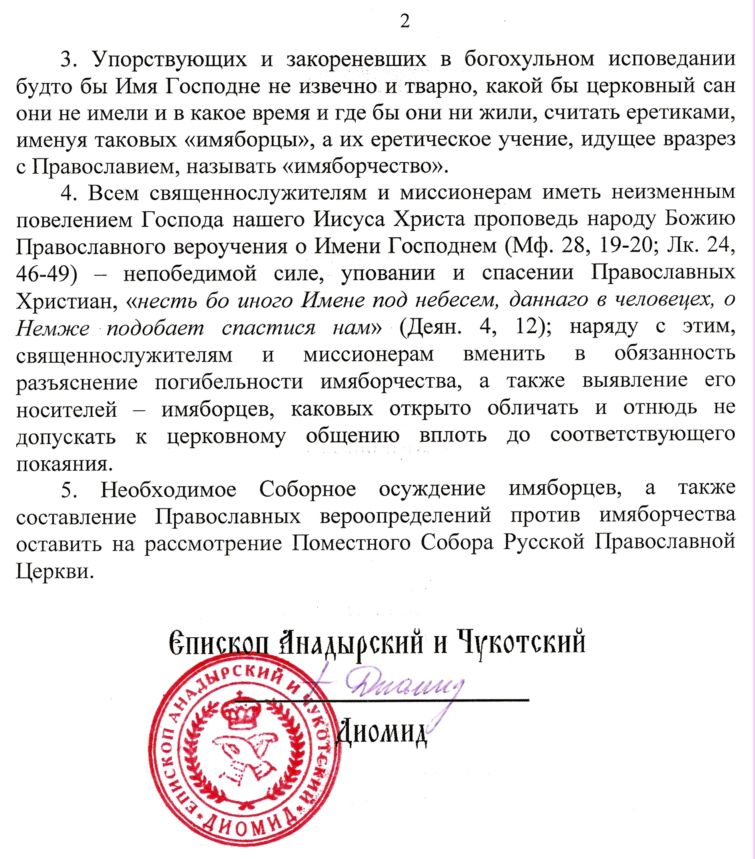 2
3. Упорствующих и закореневших в богохульном исповедании
будто бы Имя Господне не извечно и тварно, какой бы церковный сан
они не имели и в какое время и где бы они ни жили, считать еретиками,
именуя таковых «имяборцы», а их еретическое учение, идущее вразрез
с Православием, называть «имяборчество».
4. Всем священнослужителям и миссионерам иметь неизменным
повелением Господа нашего Иисуса Христа проповедь народу Божию
Православного вероучения о Имени Господнем (Мф. 28, 19-20; Лк. 24,
46-49) – непобедимой силе, уповании и спасении Православных
Христиан, «несть бо иного Имене под небесем, даннаго в человецех, о
Немже подобает спастися нам» (Деян. 4, 12); наряду с этим,
священнослужителям и миссионерам вменить в обязанность
разъяснение погибельности имяборчества, а также выявление его
носителей – имяборцев, каковых открыто обличать и отнюдь не
допускать к церковному общению вплоть до соответствующего
покаяния.
5. Необходимое Соборное осуждение имяборцев, а также
составление Православных вероопределений против имяборчества
оставить на рассмотрение Поместного Собора Русской Православной
Церкви.
Епископ Анадырский и Чукотский
+ Диомид
Диомид
ЕПИСКОП АНАДЫРСКИЙ И ЧУКОТСКИЙ
* ДИОМИД *